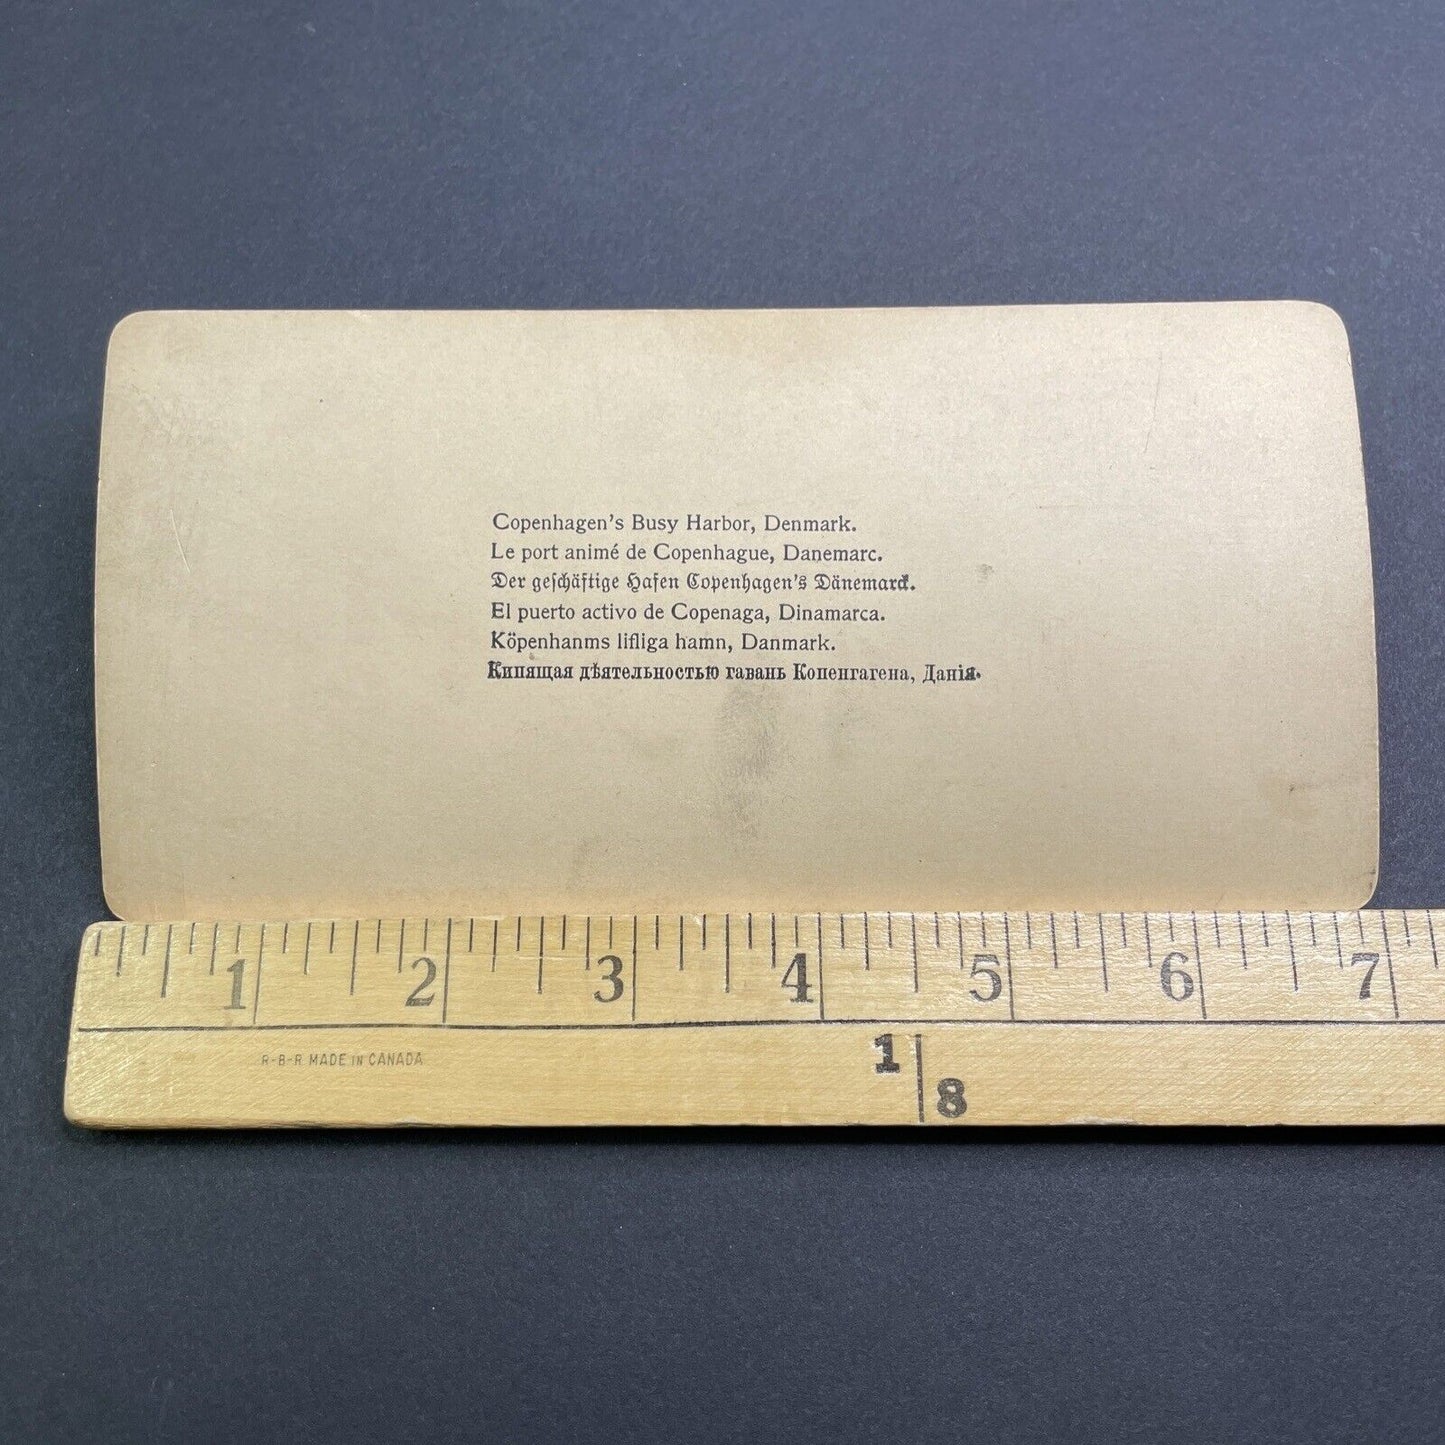 Copenhagen's Busy Harbor, Denmark.
Le port animé de Copenhague, Danemarc.
Der geschäftige Hafen Copenhagen's Dänemarck.
El puerto activo de Copenaga, Dinamarca.
Köpenhanms lifliga hamn, Danmark.
Кипящая дѣятельностью гавань Копенгагена, Данія.
1 2 3 4 5 6 7
R-B-R MADE IN CANADA
1 8